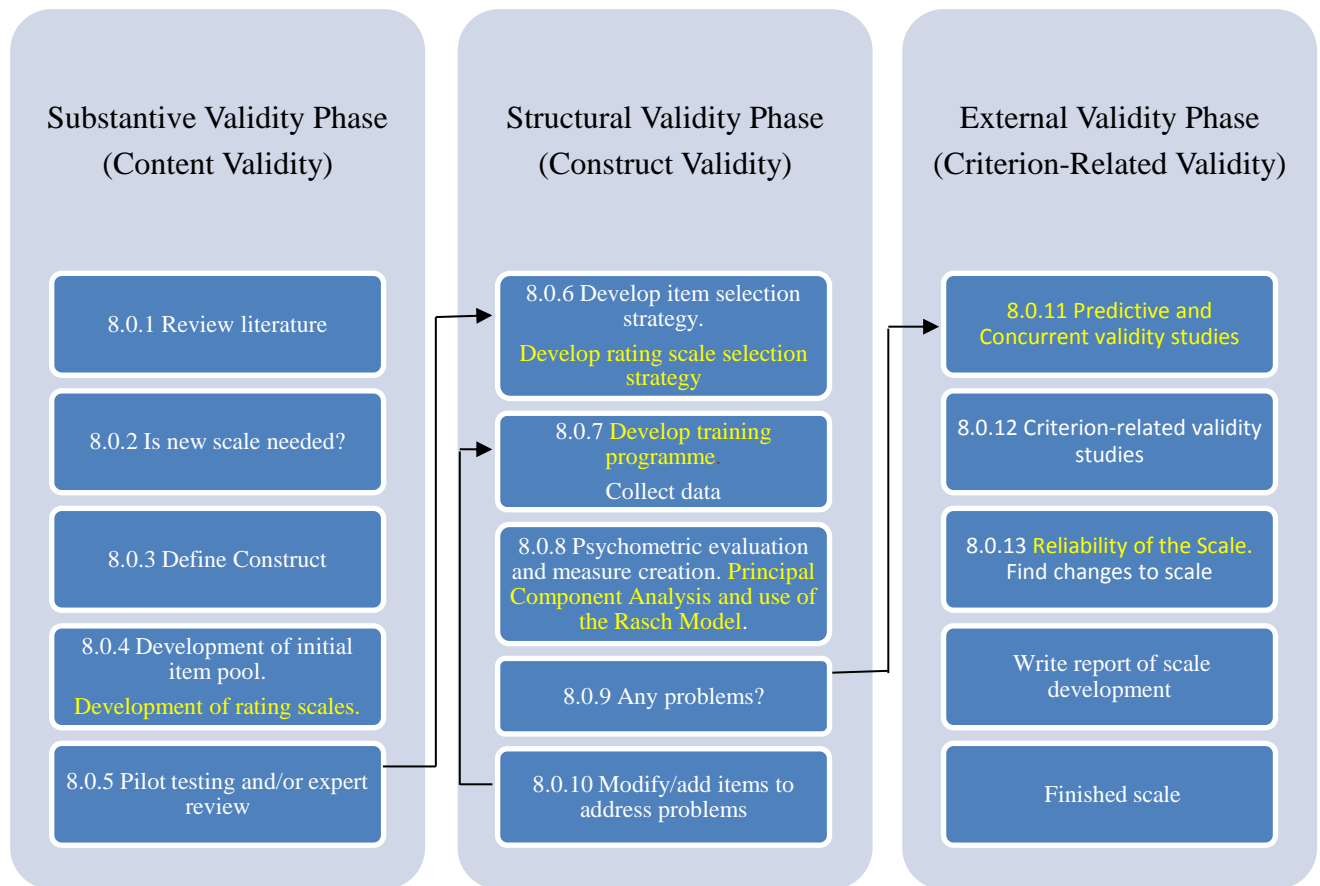 Substantive Validity Phase
(Content Validity)
8.0.1 Review literature
8.0.2 Is new scale needed?
8.0.3 Define Construct
8.0.4 Development of initial
item pool.
Development of rating scales.
8.0.5 Pilot testing and/or expert
review
Structural Validity Phase
(Construct Validity)
8.0.6 Develop item selection
strategy.
Develop rating scale selection
strategy
8.0.7 Develop training
programme.
Collect data
8.0.8 Psychometric evaluation
and measure creation. Principal
Component Analysis and use of
the Rasch Model.
8.0.9 Any problems?
8.0.10 Modify/add items to
address problems
External Validity Phase
(Criterion-Related Validity)
8.0.11 Predictive and
Concurrent validity studies
8.0.12 Criterion-related validity
studies
8.0.13 Reliability of the Scale.
Find changes to scale
Write report of scale
development
Finished scale